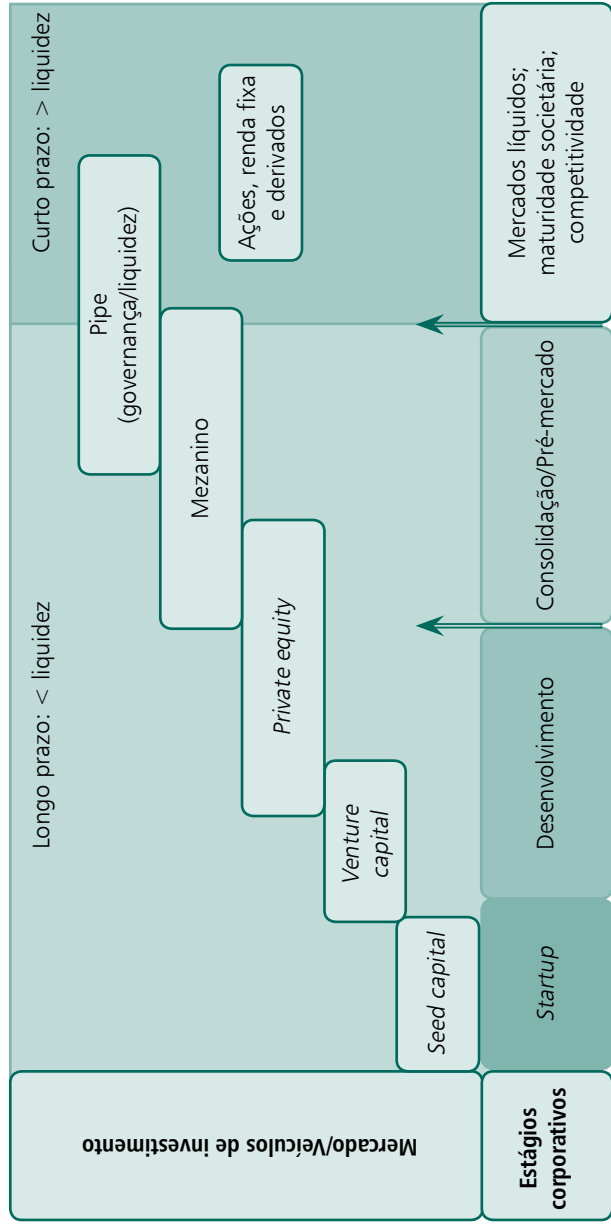 Mercado/Veículos de investimento
Longo prazo: < liquidez
Curto prazo: > liquidez
Pipe
(governança/liquidez)
Mezanino
Ações, renda fixa
e derivados
Private equity
Venture
capital
Seed capital
Estágios
corporativos
Startup
Desenvolvimento
Consolidação/Pré-mercado
Mercados líquidos;
maturidade societária;
competitividade